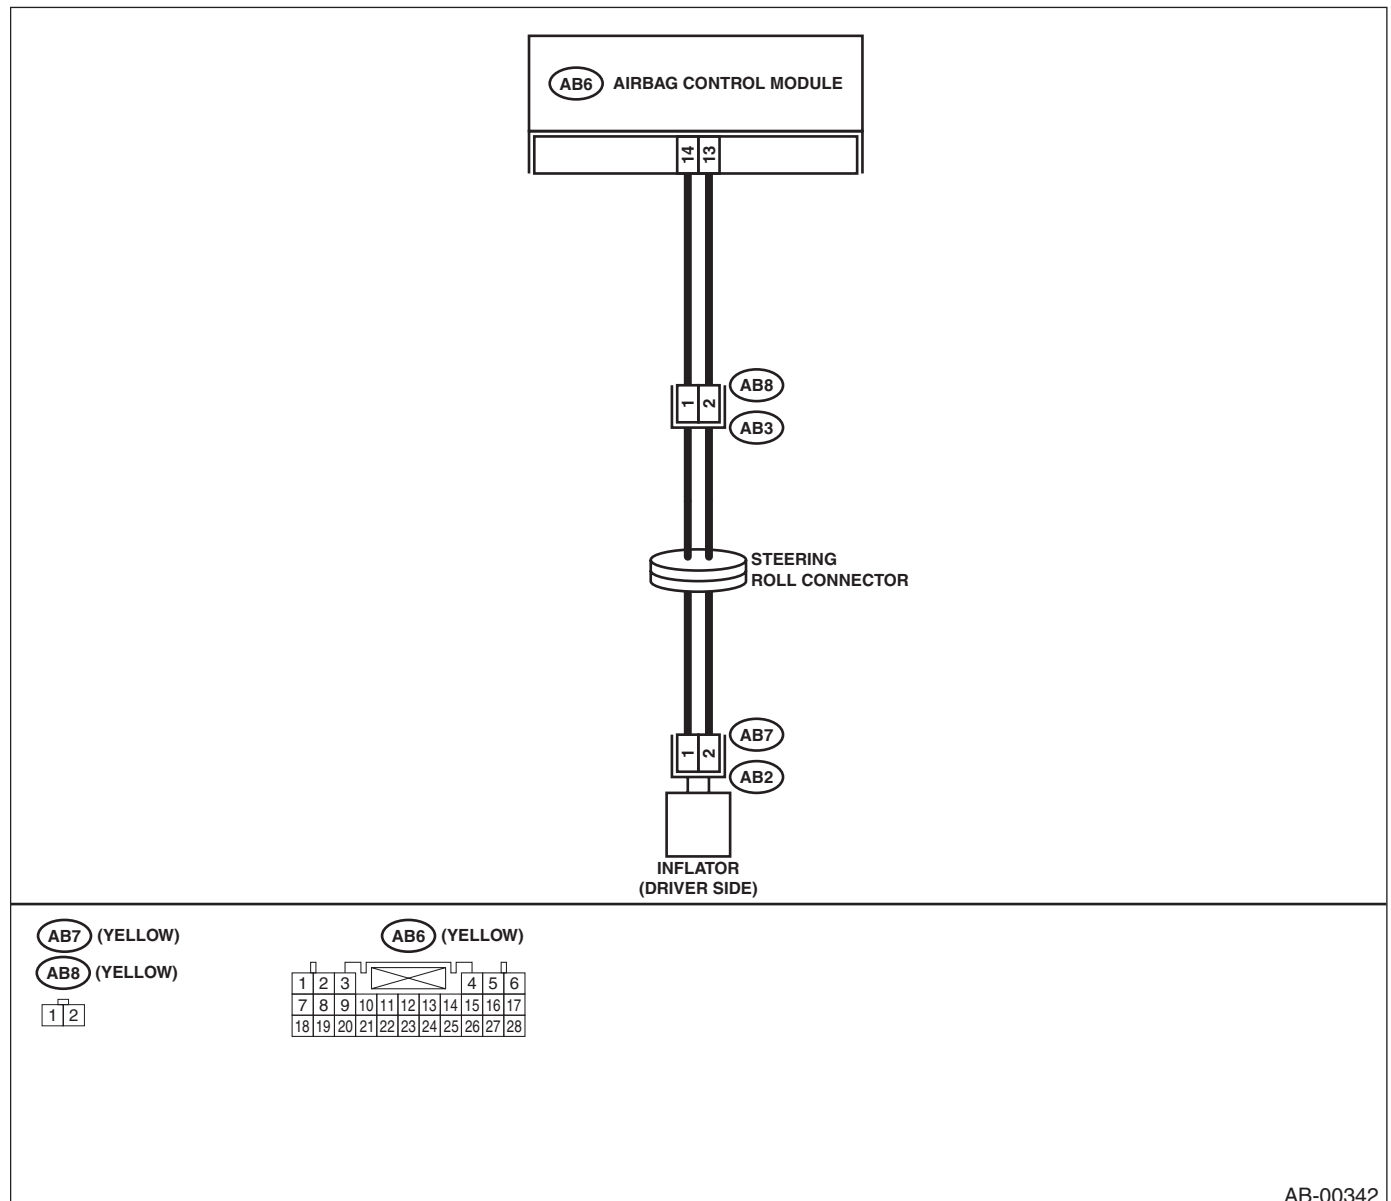 AB6 AIRBAG CONTROL MODULE
14 13
AB8
1 2
AB3
STEERING
ROLL CONNECTOR
AB7
1 2
AB2
INFLATOR
(DRIVER SIDE)
AB7 (YELLOW)
AB8 (YELLOW)
1 2
AB6 (YELLOW)
1 2 3 4 5 6
7 8 9 10 11 12 13 14 15 16 17
18 19 20 21 22 23 24 25 26 27 28
AB-00342